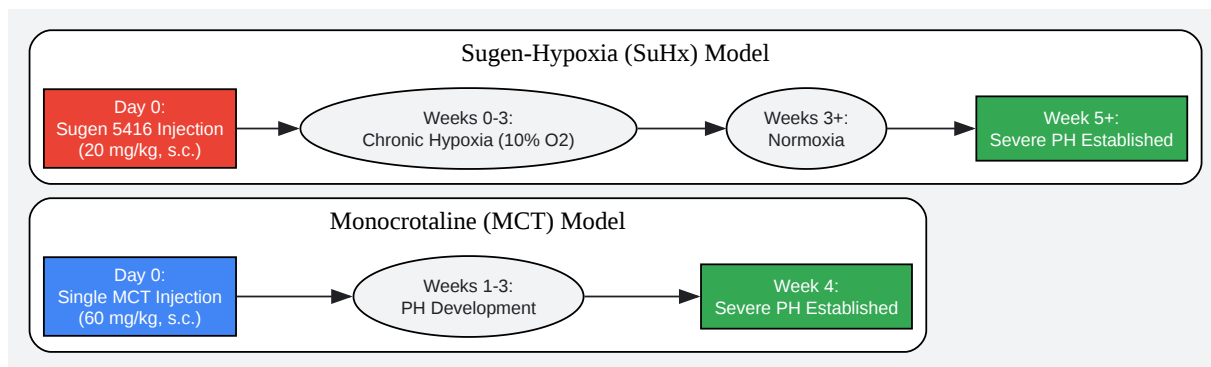 Sugen-Hypoxia (SuHx) Model
Day 0:
Sugen 5416 Injection
(20 mg/kg, s.c.)
Weeks 0-3:
Chronic Hypoxia (10% O2)
Weeks 3+:
Normoxia
Week 5+:
Severe PH Established
Monocrotaline (MCT) Model
Day 0:
Single MCT Injection
(60 mg/kg, s.c.)
Weeks 1-3:
PH Development
Week 4:
Severe PH Established